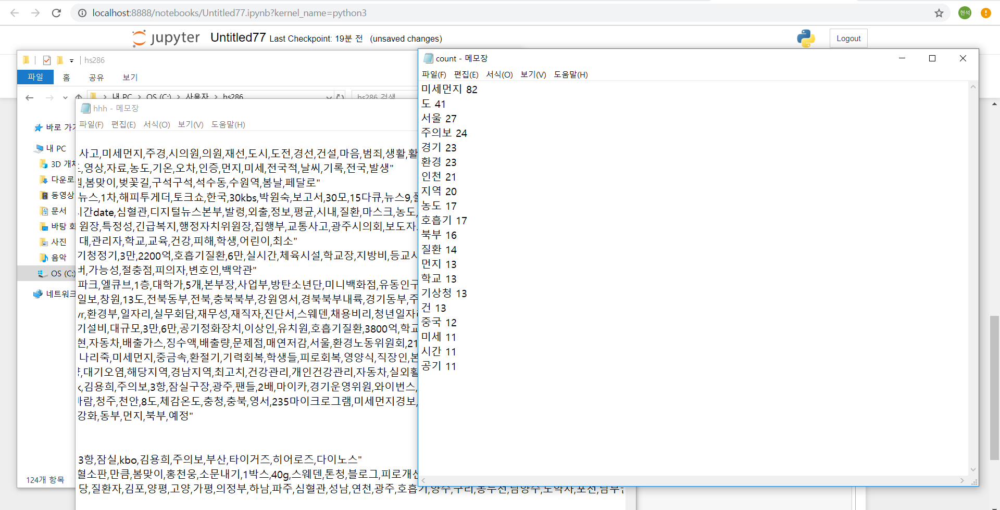 localhost:8888/notebooks/Untitled77.ipynb?kernel_name=python3
현석
jupyter Untitled77 Last Checkpoint: 19분 전 (unsaved changes)
Logout
hs286
파일 홈 공유 보기
내 PC OS (C:) 사용자 hs286
hs286 검색
바로 가기
내 PC
3D 개체
다운로
동영상
문서
바탕 화
사진
음악
OS (C:)
네트워크
124개 항목
hhh - 메모장
파일(F) 편집(E) 서식(O) 보기(V) 도움말(H)
사고,미세먼지,주경,시의원,의원,재선,도시,도전,경선,건설,마음,범죄,생활,활
,영상,자료,농도,기온,오차,인증,먼지,미세,전국적,날씨,기록,전국,발생"
,봄맞이,벚꽃길,구석구석,석수동,수원역,봄날,페달로"
뉴스,1차,해피투게더,토크쇼,한국,30kbs,박원숙,보고서,30모,15다큐,뉴스9,
시간date,심혈관,디지털뉴스본부,발령,외출,정보,평균,시내,질환,마스크,농도,
원장,특정성,긴급복지,행정자치위원장,집행부,교통사고,광주시의회,보도자
대,관리자,학교,교육,건강,피해,학생,어린이,최소"
기청정기,3만,2200억,호흡기질환,6만,실시간,체육시설,학교장,지방비,등교시
버,가능성,절충점,피의자,변호인,백악관"
파크,엘큐브,1층,대학가,5개,본부장,사업부,방탄소년단,미니백화점,유동인구
일보,창원,13도,전북동부,전북,충북북부,강원영서,경북북부내륙,경기동부,주
,환경부,일자리,실무회담,재무성,재직자,진단서,스웨덴,채용비리,청년일자리
기설비,대규모,3만,6만,공기정화장치,이상인,유치원,호흡기질환,3800억,학교
현,자동차,배출가스,징수액,배출량,문제점,매연저감,서울,환경노동위원회,21
나리죽,미세먼지,중금속,환절기,기력회복,학생들,피로회복,영양식,직장인,본
,대기오염,해당지역,경남지역,최고치,건강관리,개인건강관리,자동차,실외활
,김용희,주의보,3항,잠실구장,광주,팬들,2배,마이카,경기운영위원,와이번스,
바람,청주,천안,8도,체감온도,충청,충북,영서,235마이크로그램,미세먼지경보,
강화,동부,먼지,북부,예정"
3항,잠실,kbo,김용희,주의보,부산,타이거즈,히어로즈,다이노스"
혈소판,만큼,봄맞이,홍천웅,소문내기,1박스,40g,스웨덴,톤청,블로그,피로개선
당,질환자,김포,양평,고양,가평,의정부,하남,파주,심혈관,성남,연천,광주,호흡기,양주,구리,동두천,남양주,노약자,포천,남부권
count - 메모장
파일(F) 편집(E) 서식(O) 보기(V) 도움말(H)
미세먼지 82
도 41
서울 27
주의보 24
경기 23
환경 23
인천 21
지역 20
농도 17
호흡기 17
북부 16
질환 14
먼지 13
학교 13
기상청 13
건 13
중국 12
미세 11
시간 11
공기 11